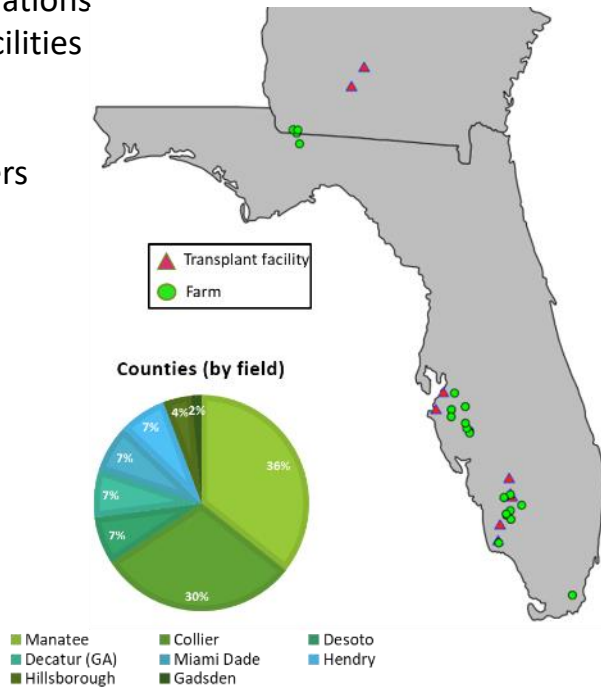 ations
cilities
ers
Transplant facility
Farm
Counties (by field)
4%
2%
7%
36%
7%
7%
7%
30%
Manatee
Collier
Desoto
Decatur (GA)
Miami Dade
Hendry
Hillsborough
Gadsden